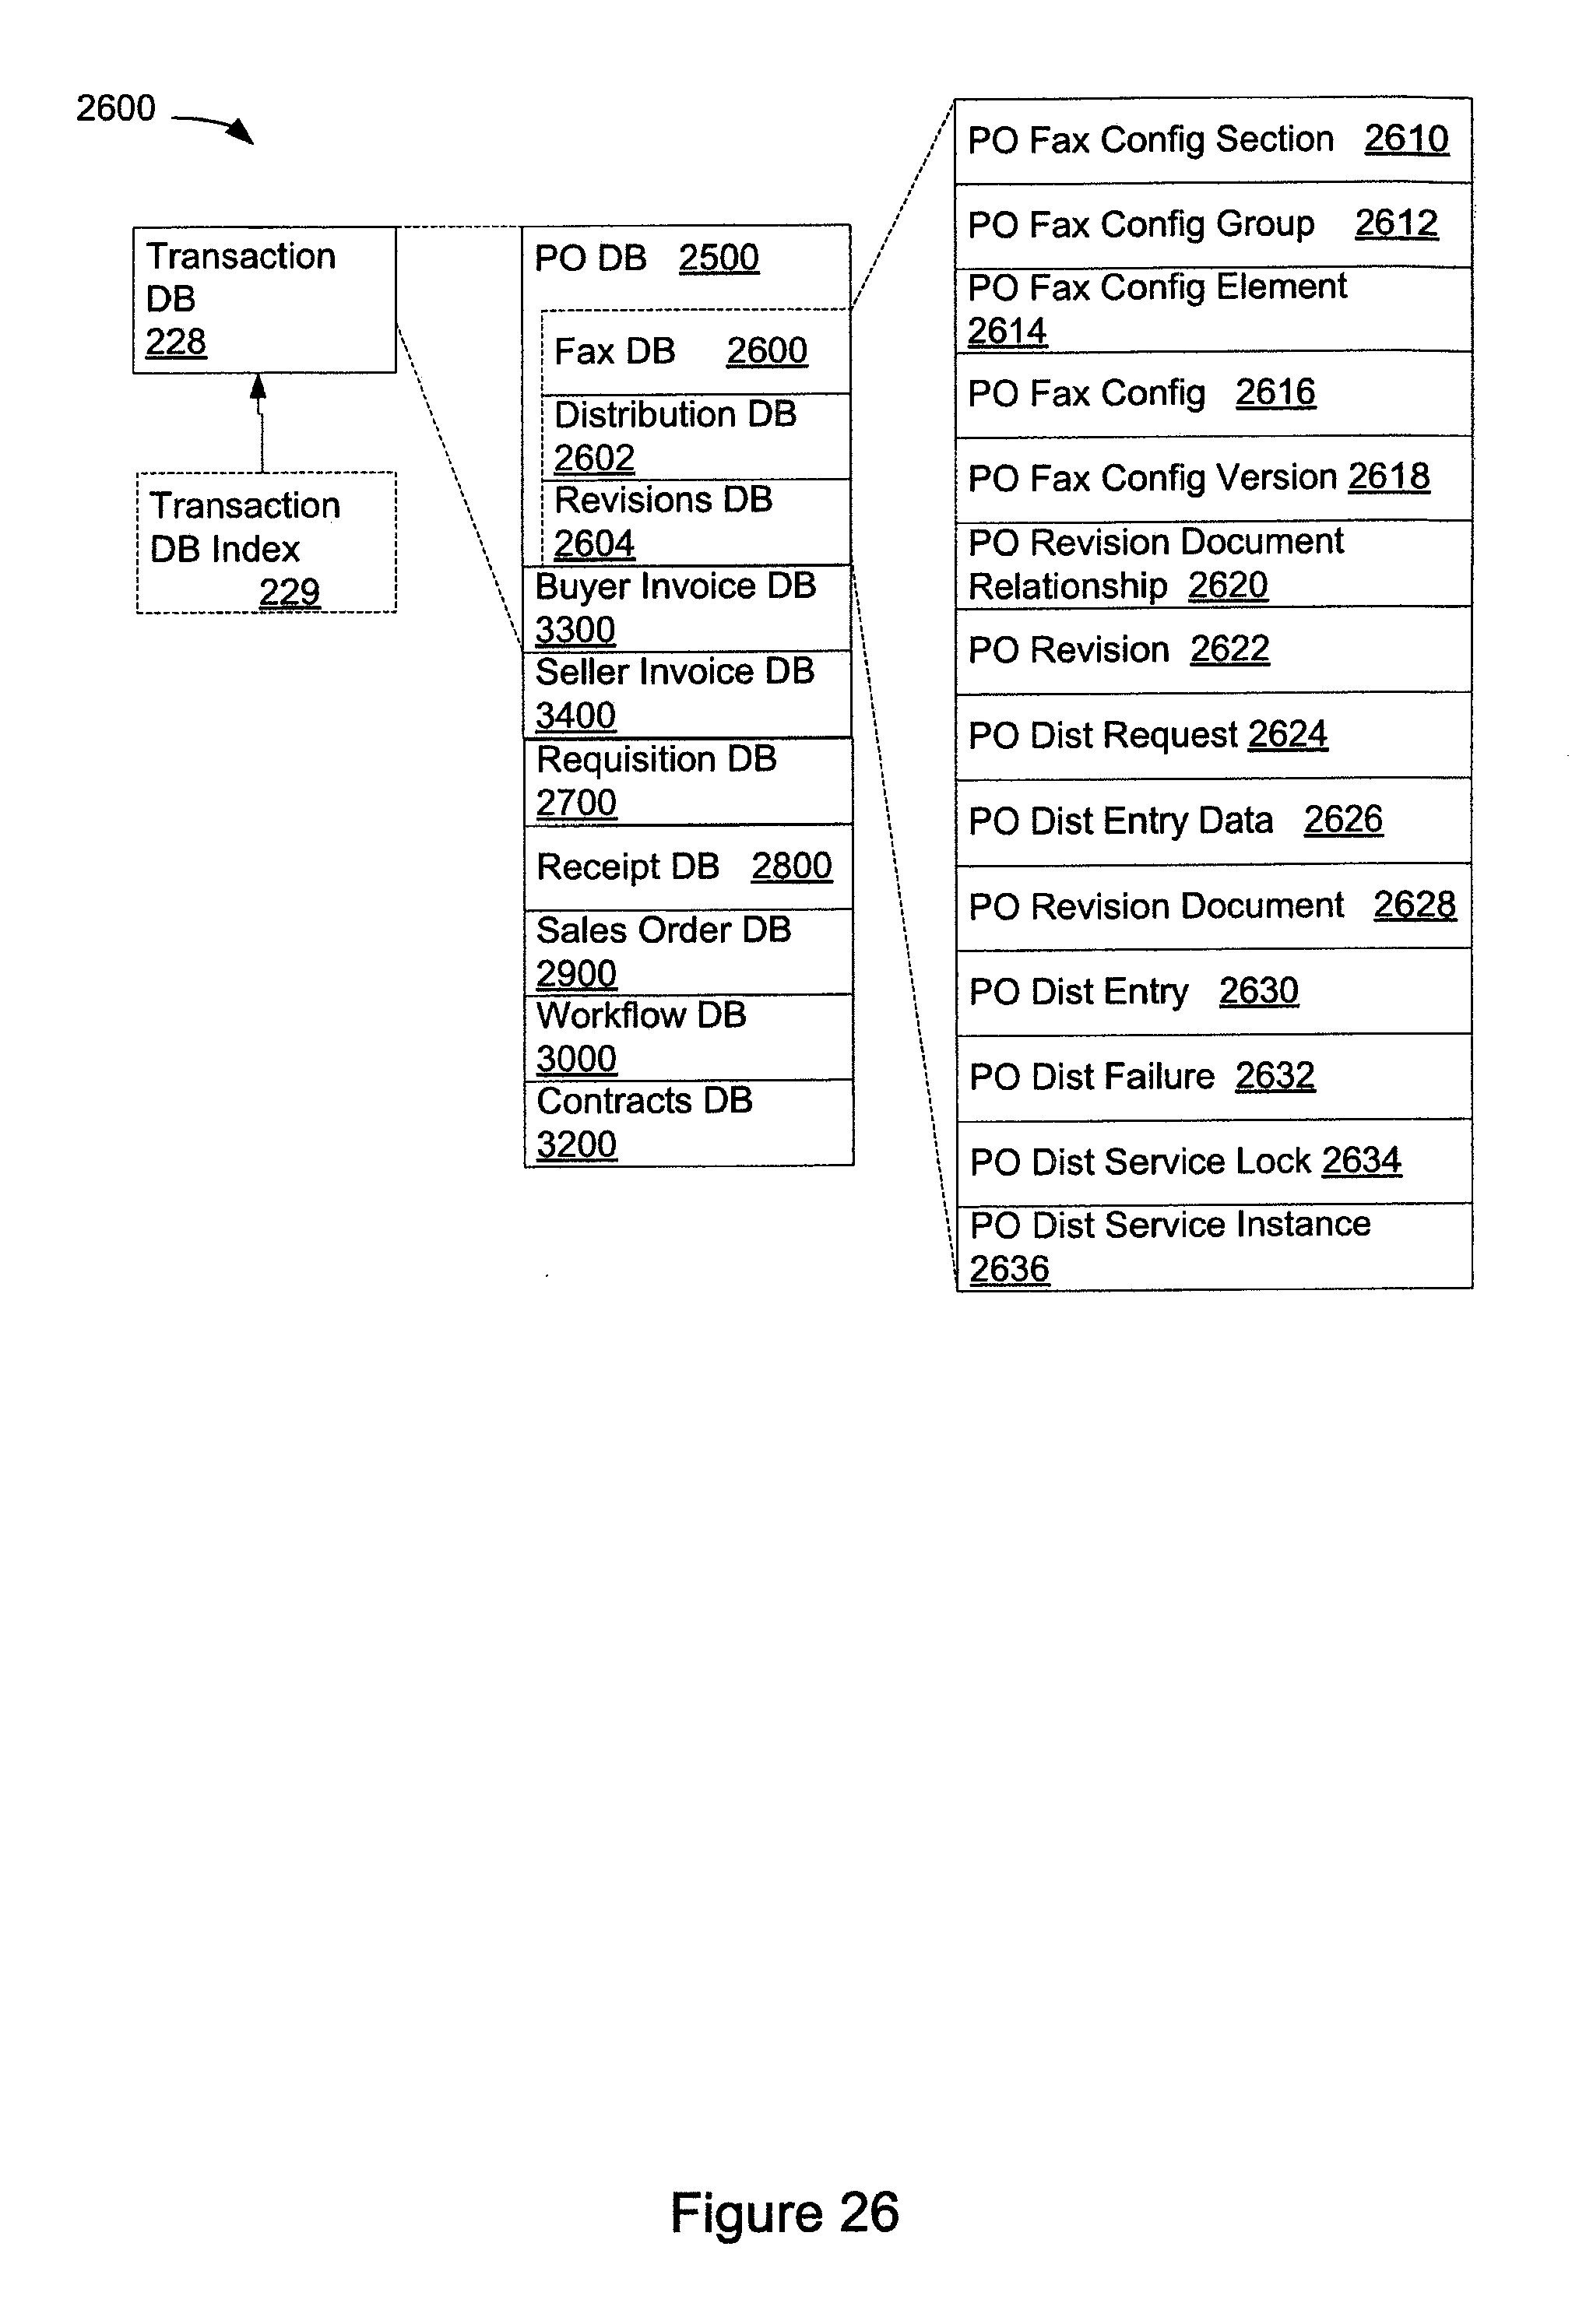 2600
Transaction
DB
228
Transaction
DB Index
229
PO DB 2500
Fax DB 2600
Distribution DB
2602
Revisions DB
2604
Buyer Invoice DB
3300
Seller Invoice DB
3400
Requisition DB
2700
Receipt DB 2800
Sales Order DB
2900
Workflow DB
3000
Contracts DB
3200
PO Fax Config Section 2610
PO Fax Config Group 2612
PO Fax Config Element
2614
PO Fax Config 2616
PO Fax Config Version 2618
PO Revision Document
Relationship 2620
PO Revision 2622
PO Dist Request 2624
PO Dist Entry Data 2626
PO Revision Document 2628
PO Dist Entry 2630
PO Dist Failure 2632
PO Dist Service Lock 2634
PO Dist Service Instance
2636
Figure 26